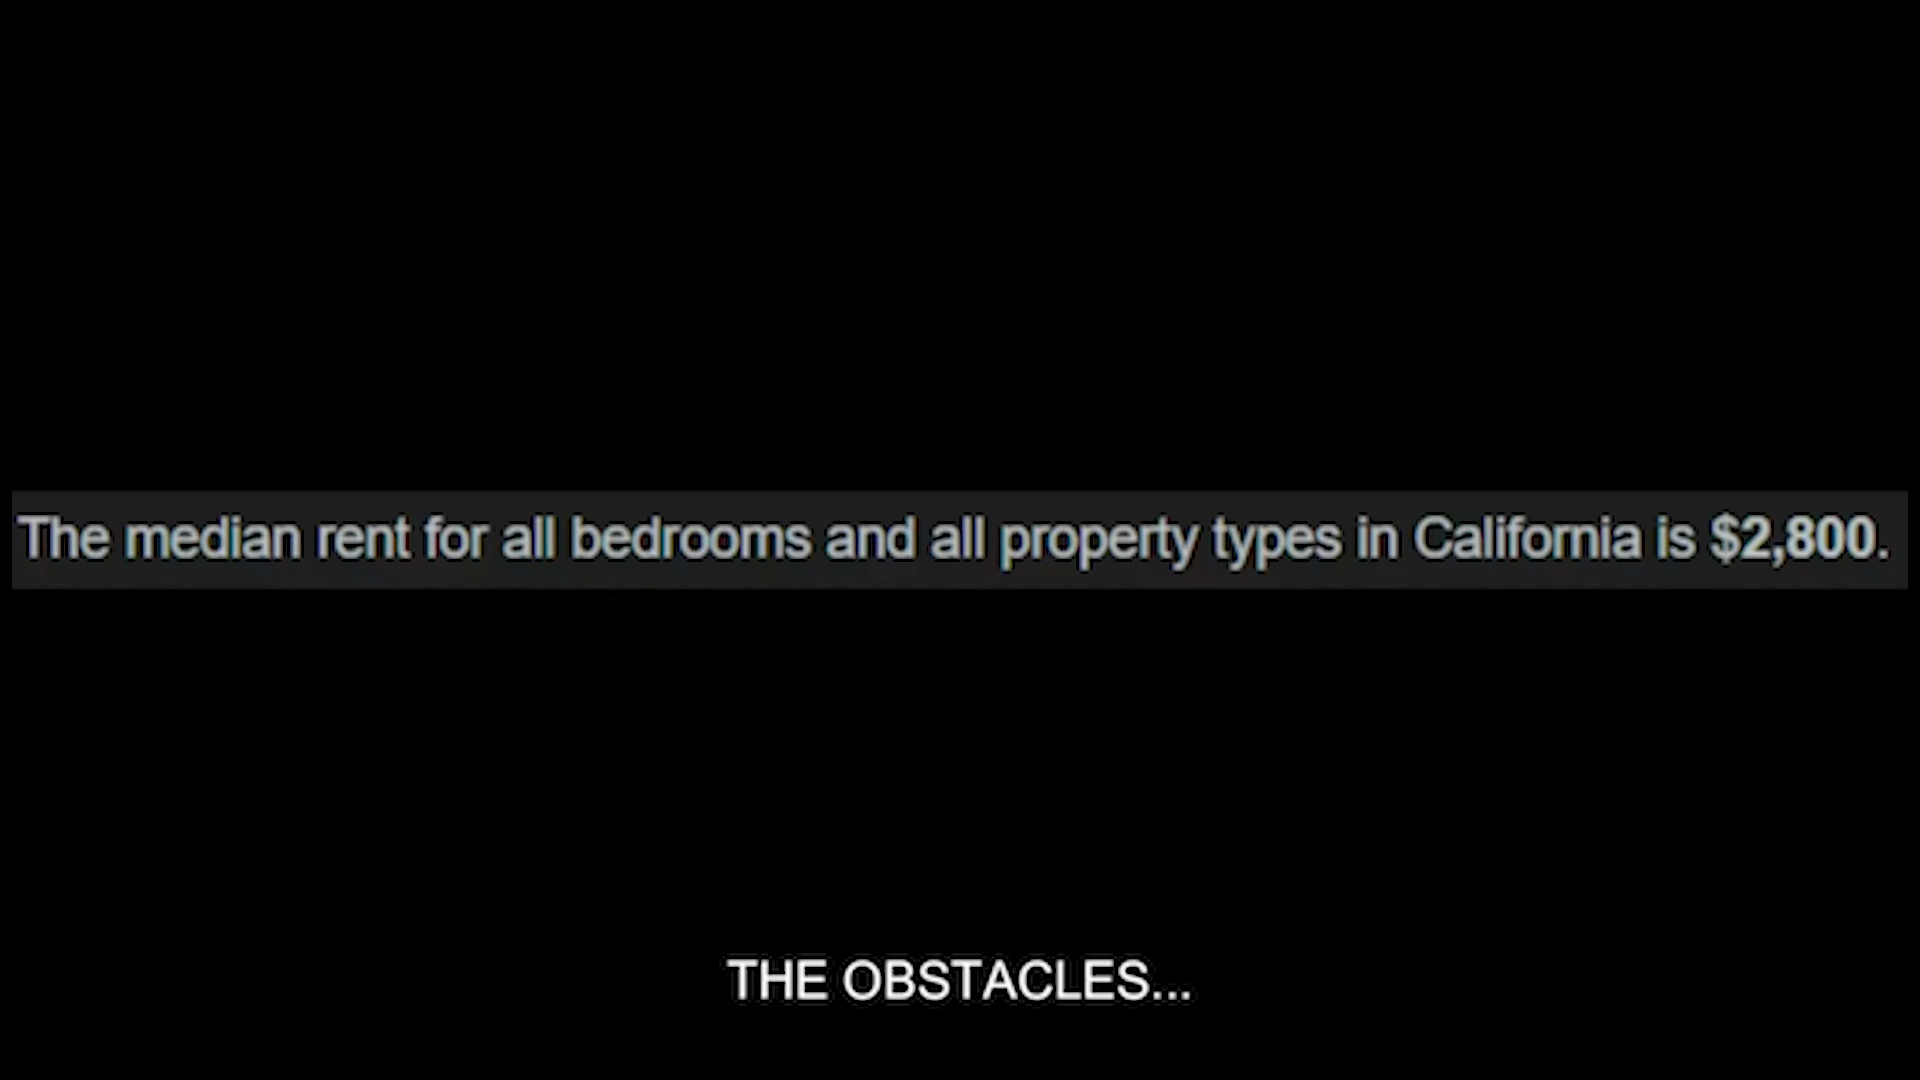 The median rent for all bedrooms and all property types in California is $2,800.
THE OBSTACLES...